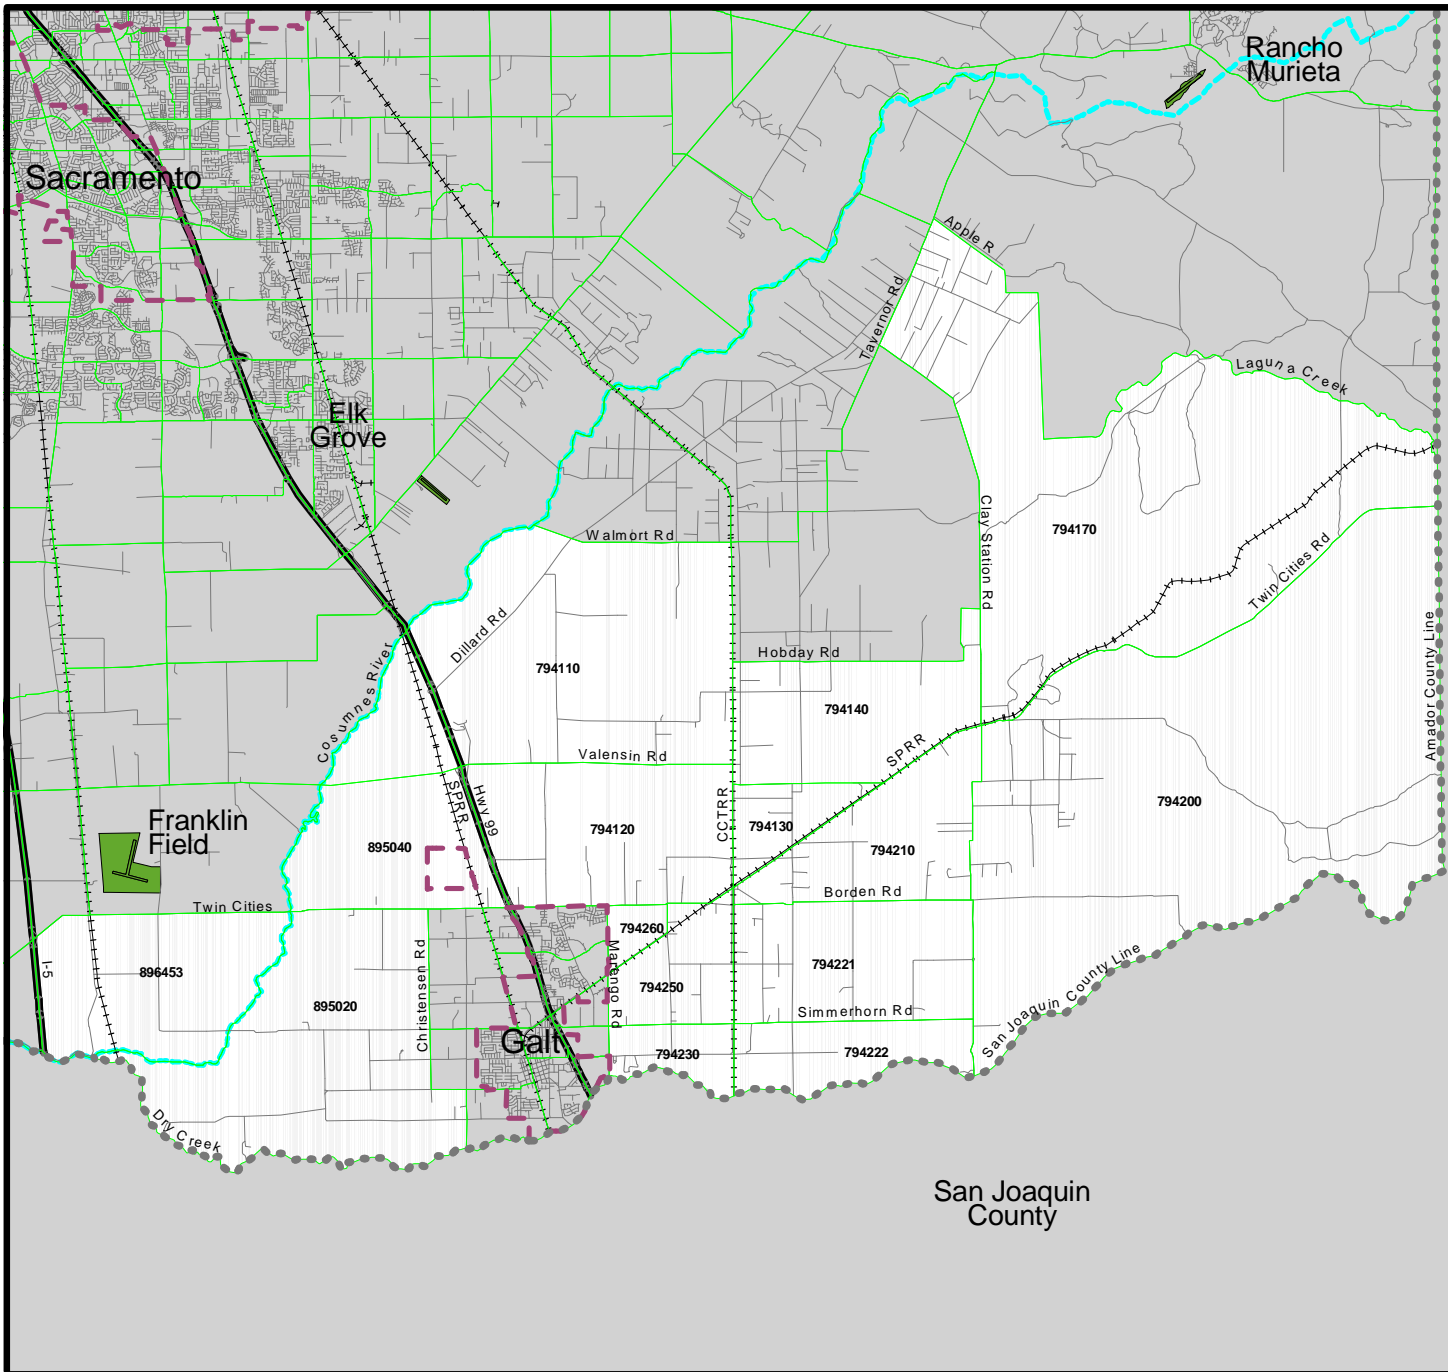 Rancho
Murieta
Sacramento
Apple R
Tavernor Rd
Laguna Creek
Elk
Grove
Clay Station Rd
794170
Walmort Rd
Twin Cities Rd
Dillard Rd
Cosumnes River
Hobday Rd
794110
Amador County Line
794140
Valensin Rd
SPRR
SPRR
Hwy 99
Franklin
Field
794120
CCTRR
794130
794200
895040
794210
Borden Rd
Twin Cities
794260
Marengo Rd
Christensen Rd
I-5
896453
794221
794250
895020
Simmerhorn Rd
San Joaquin County Line
Galt
794230
794222
Dry Creek
San Joaquin
County